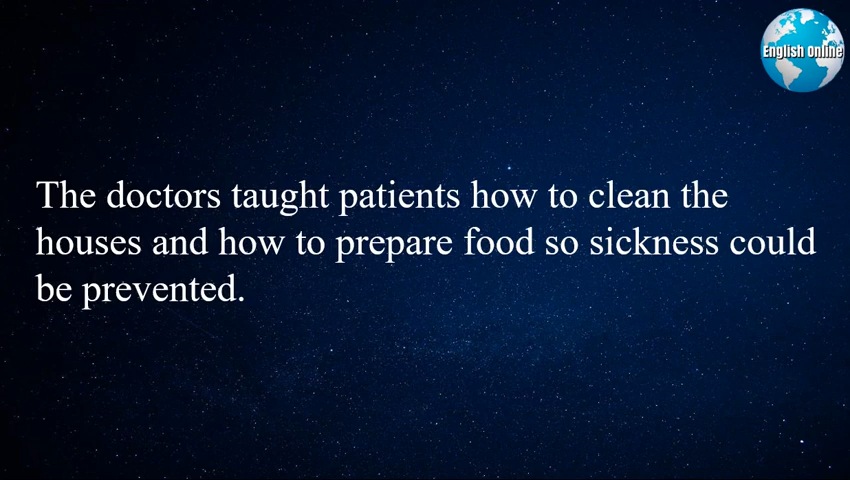 English Online
The doctors taught patients how to clean the
houses and how to prepare food so sickness could
be prevented.